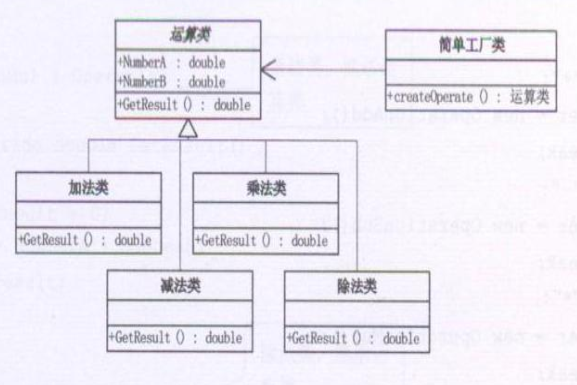 运算类
+NumberA : double
+NumberB : double
+GetResult () : double
简单工厂类
+createOperate () : 运算类
加法类
+GetResult () : double
乘法类
+GetResult () : double
减法类
+GetResult () : double
除法类
+GetResult () : double